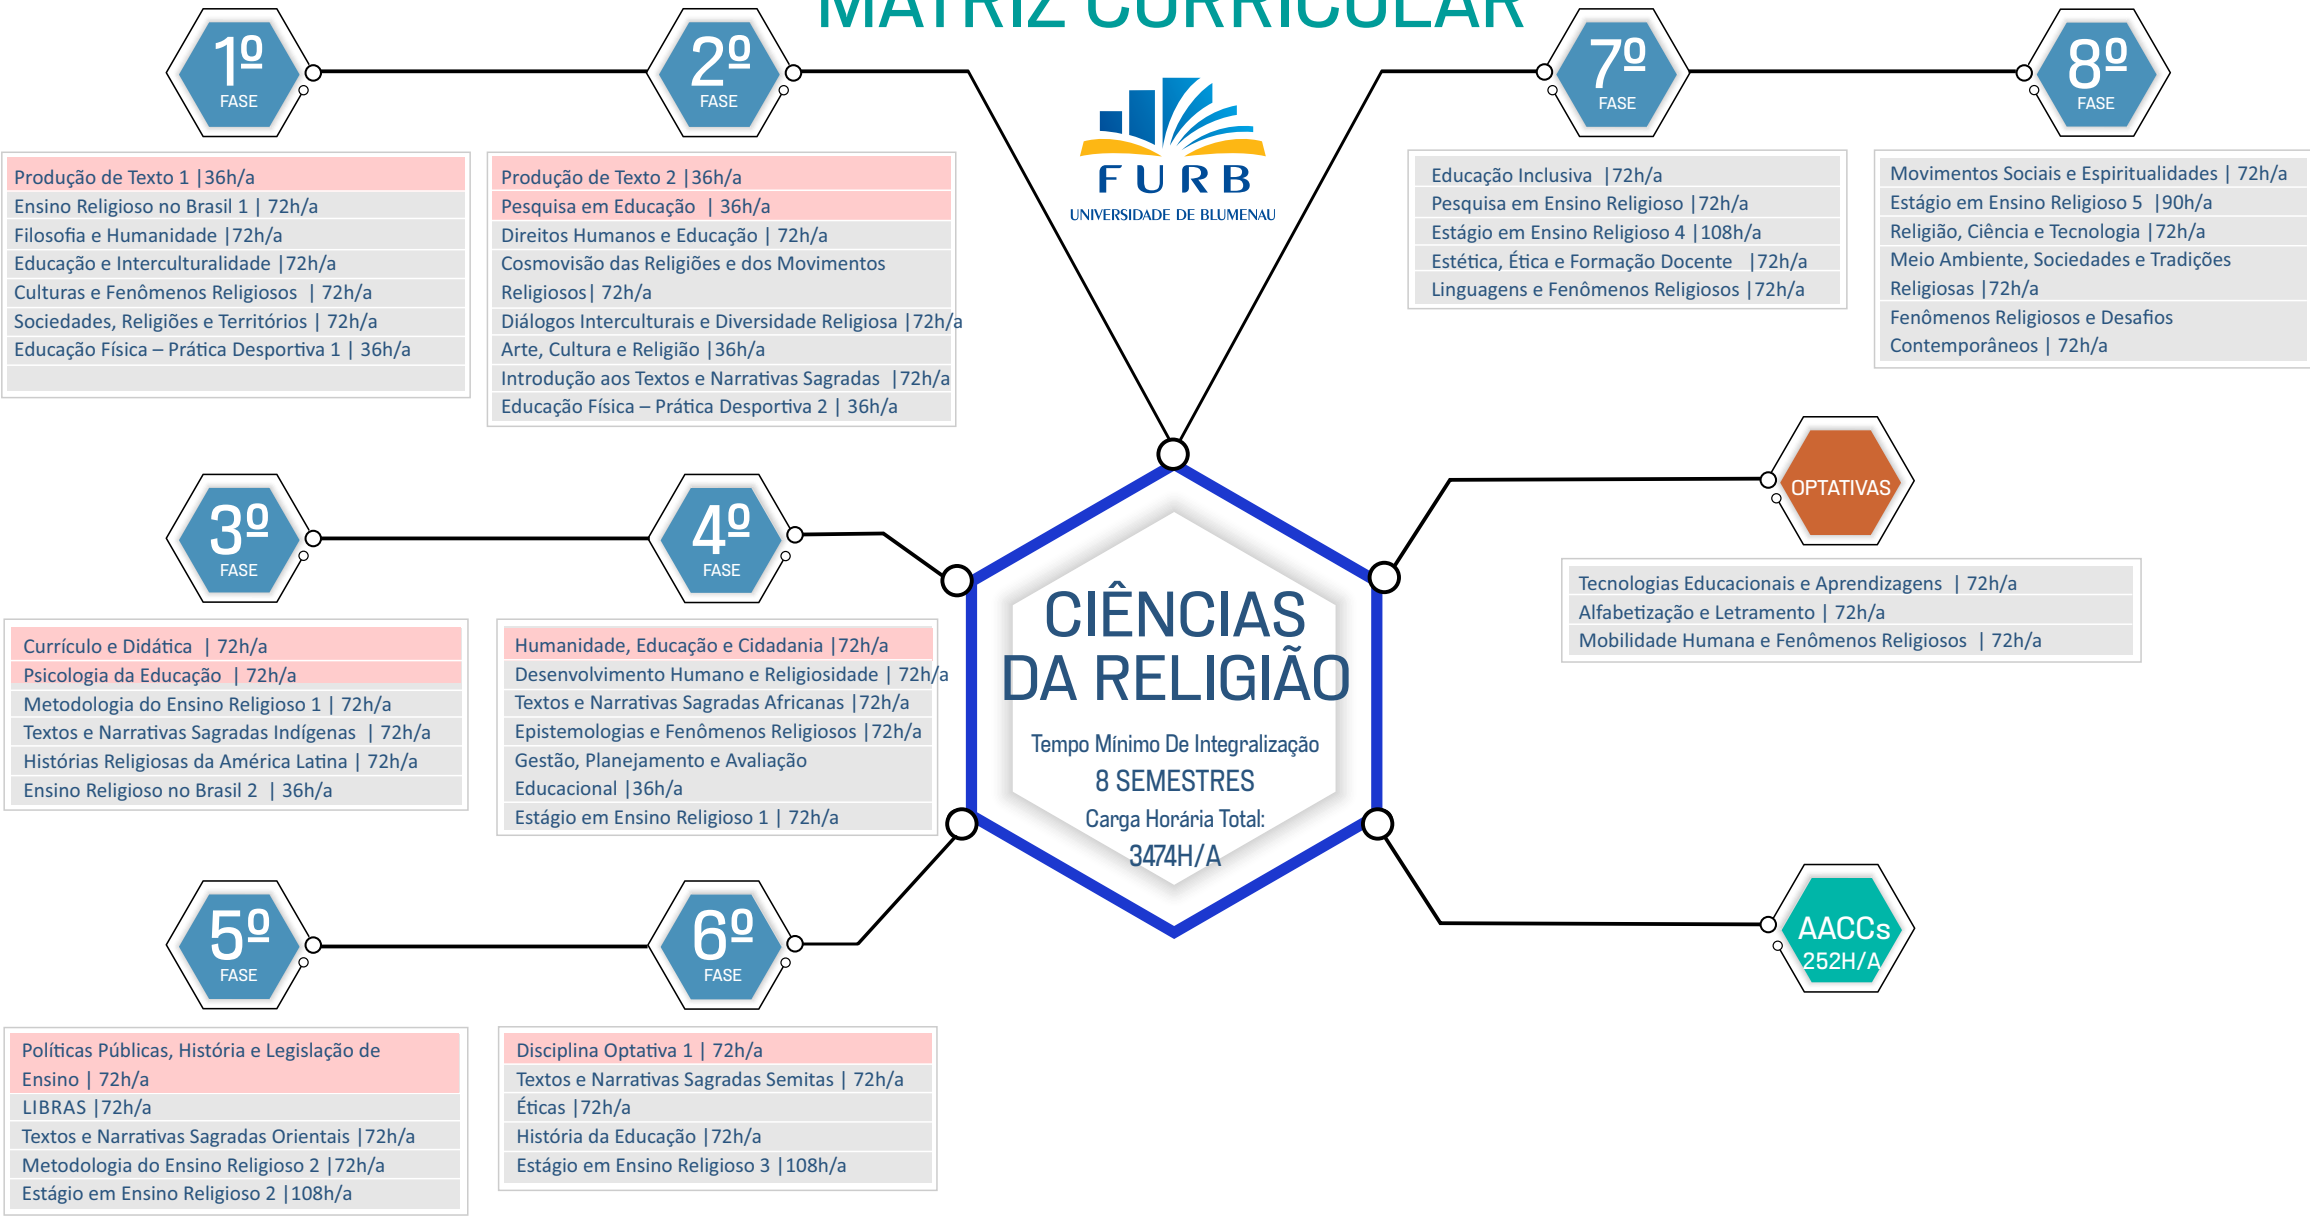 MATRIZ CURRICULAR
1º
FASE
Produção de Texto 1 |36h/a
Ensino Religioso no Brasil 1 | 72h/a
Filosofia e Humanidade |72h/a
Educação e Interculturalidade |72h/a
Culturas e Fenômenos Religiosos | 72h/a
Sociedades, Religiões e Territórios | 72h/a
Educação Física – Prática Desportiva 1 | 36h/a
2º
FASE
Produção de Texto 2 |36h/a
Pesquisa em Educação | 36h/a
Direitos Humanos e Educação | 72h/a
Cosmovisão das Religiões e dos Movimentos
Religiosos| 72h/a
Diálogos Interculturais e Diversidade Religiosa |72h/a
Arte, Cultura e Religião |36h/a
Introdução aos Textos e Narrativas Sagradas |72h/a
Educação Física – Prática Desportiva 2 | 36h/a
FURB
UNIVERSIDADE DE BLUMENAU
7º
FASE
Educação Inclusiva |72h/a
Pesquisa em Ensino Religioso |72h/a
Estágio em Ensino Religioso 4 |108h/a
Estética, Ética e Formação Docente |72h/a
Linguagens e Fenômenos Religiosos |72h/a
8º
FASE
Movimentos Sociais e Espiritualidades | 72h/a
Estágio em Ensino Religioso 5 |90h/a
Religião, Ciência e Tecnologia |72h/a
Meio Ambiente, Sociedades e Tradições
Religiosas |72h/a
Fenômenos Religiosos e Desafios
Contemporâneos | 72h/a
3º
FASE
Currículo e Didática | 72h/a
Psicologia da Educação | 72h/a
Metodologia do Ensino Religioso 1 | 72h/a
Textos e Narrativas Sagradas Indígenas | 72h/a
Histórias Religiosas da América Latina | 72h/a
Ensino Religioso no Brasil 2 | 36h/a
4º
FASE
Humanidade, Educação e Cidadania |72h/a
Desenvolvimento Humano e Religiosidade | 72h/a
Textos e Narrativas Sagradas Africanas |72h/a
Epistemologias e Fenômenos Religiosos |72h/a
Gestão, Planejamento e Avaliação
Educacional |36h/a
Estágio em Ensino Religioso 1 | 72h/a
CIÊNCIAS
DA RELIGIÃO
Tempo Mínimo De Integralização
8 SEMESTRES
Carga Horária Total:
3474H/A
OPTATIVAS
Tecnologias Educacionais e Aprendizagens | 72h/a
Alfabetização e Letramento | 72h/a
Mobilidade Humana e Fenômenos Religiosos | 72h/a
5º
FASE
Políticas Públicas, História e Legislação de
Ensino | 72h/a
LIBRAS |72h/a
Textos e Narrativas Sagradas Orientais |72h/a
Metodologia do Ensino Religioso 2 |72h/a
Estágio em Ensino Religioso 2 |108h/a
6º
FASE
Disciplina Optativa 1 | 72h/a
Textos e Narrativas Sagradas Semitas | 72h/a
Éticas |72h/a
História da Educação |72h/a
Estágio em Ensino Religioso 3 |108h/a
AACCs
252H/A